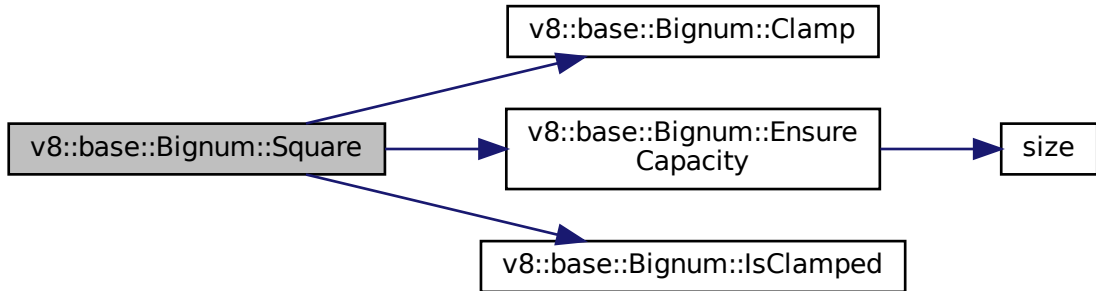 v8::base::Bignum::Clamp
v8::base::Bignum::Square
v8::base::Bignum::Ensure
Capacity
size
v8::base::Bignum::IsClamped